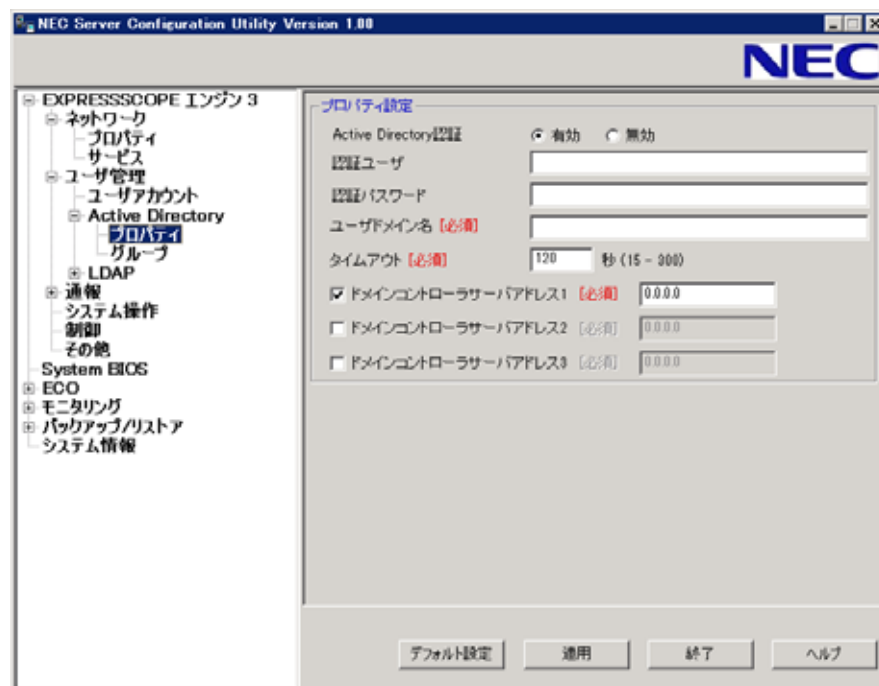 NEC Server Configuration Utility Version 1.00
NEC
EXPRESSSCOPE エンジン 3
ネットワーク
プロパティ
サービス
ユーザ管理
ユーザアカウント
Active Directory
プロパティ
グループ
LDAP
通報
システム操作
制御
その他
System BIOS
ECO
モニタリング
バックアップ/リストア
システム情報
プロパティ設定
Active Directory認証 有効 無効
認証ユーザ
認証パスワード
ユーザドメイン名 [必須]
タイムアウト [必須] 120 秒 (15 - 300)
ドメインコントローラサーバアドレス1 [必須] 0.0.0.0
ドメインコントローラサーバアドレス2 [必須] 0.0.0.0
ドメインコントローラサーバアドレス3 [必須] 0.0.0.0
デフォルト設定 適用 終了 ヘルプ